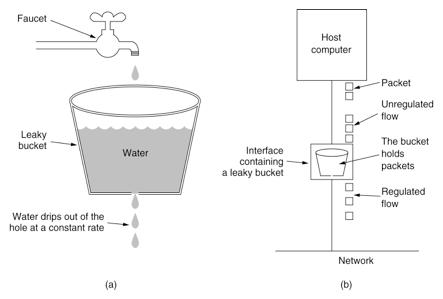 Faucet
Leaky
bucket
Water
Water drips out of the
hole at a constant rate
(a)
Host
computer
Packet
Unregulated
flow
Interface
containing
a leaky bucket
The bucket
holds
packets
Regulated
flow
Network
(b)